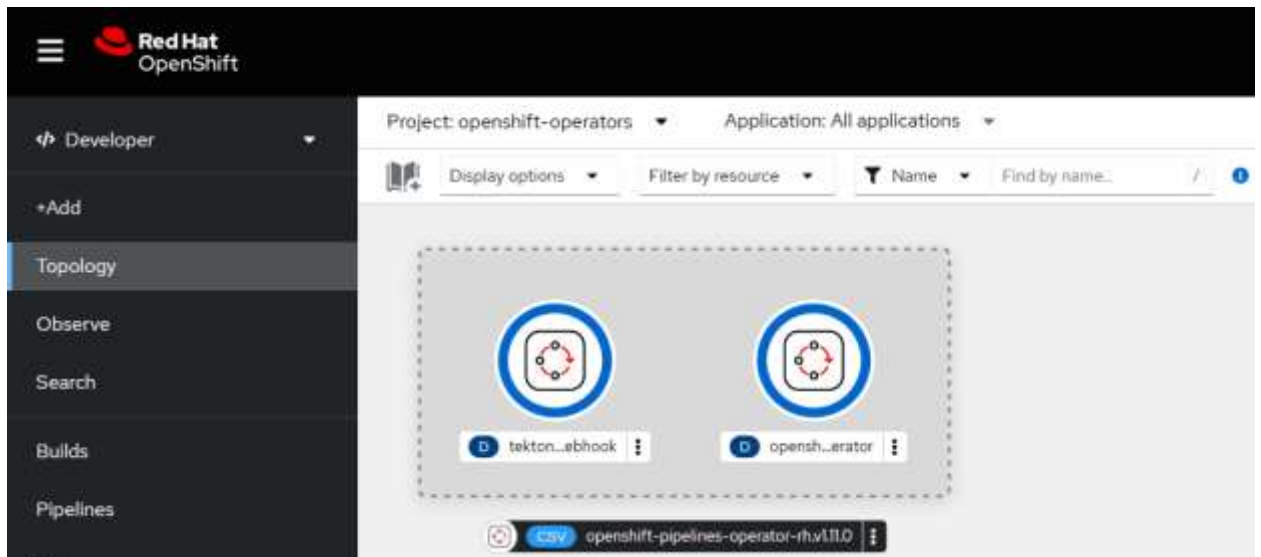 Red Hat
OpenShift
</> Developer
Project: openshift-operators
Application: All applications
Display options
Filter by resource
Name
Find by name...
/
+Add
Topology
Observe
Search
Builds
Pipelines
D tekton...ebhook
D opensh...erator
CSV openshift-pipelines-operator-rh.v1.11.0